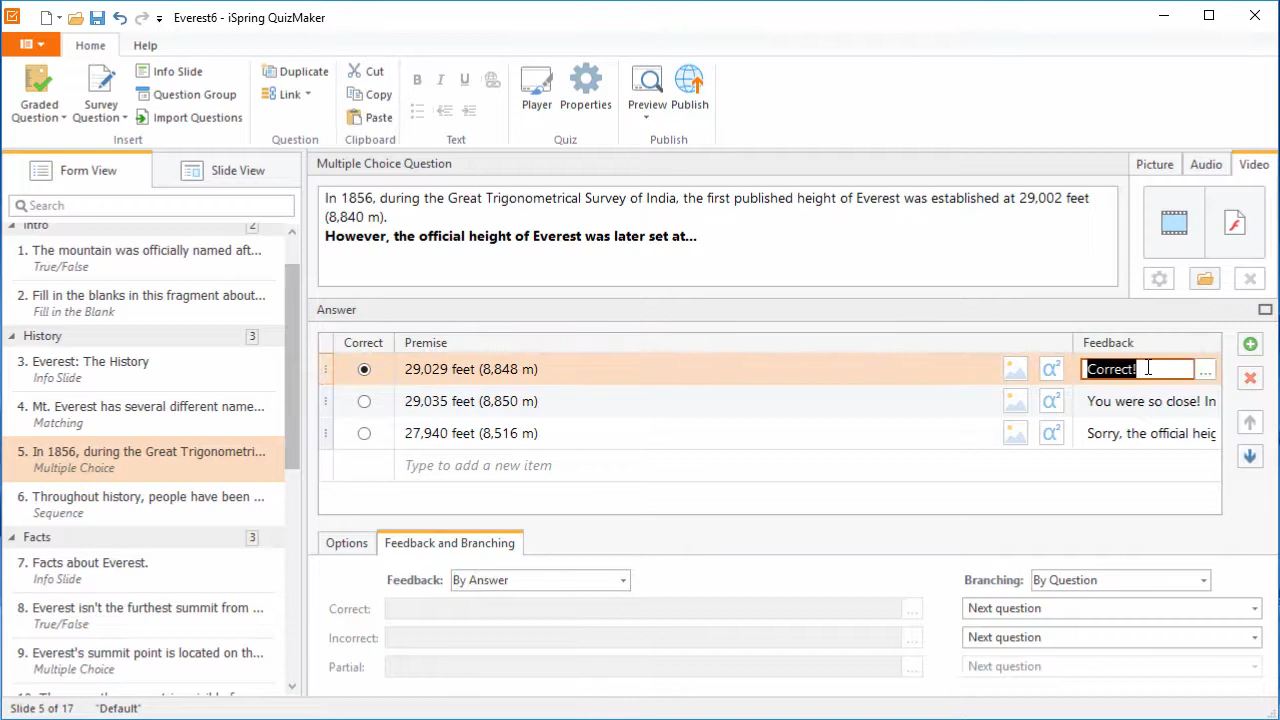 Everest6 - iSpring QuizMaker
Home
Help
Graded
Question
Survey
Question
Info Slide
Question Group
Import Questions
Insert
Duplicate
Link
Question
Cut
Copy
Paste
Clipboard
B I U
Text
Player
Properties
Quiz
Preview
Publish
Publish
Form View
Slide View
Search
Intro 2
1. The mountain was officially named aft...
True/False
2. Fill in the blanks in this fragment about...
Fill in the Blank
History 3
3. Everest: The History
Info Slide
4. Mt. Everest has several different name...
Matching
5. In 1856, during the Great Trigonometri...
Multiple Choice
6. Throughout history, people have been ...
Sequence
Facts 3
7. Facts about Everest.
Info Slide
8. Everest isn't the furthest summit from ...
True/False
9. Everest's summit point is located on th...
Multiple Choice
Multiple Choice Question
In 1856, during the Great Trigonometrical Survey of India, the first published height of Everest was established at 29,002 feet
(8,840 m).
However, the official height of Everest was later set at...
Picture
Audio
Video
Answer
Correct Premise Feedback
29,029 feet (8,848 m) α² Correct! ...
29,035 feet (8,850 m) α² You were so close! In
27,940 feet (8,516 m) α² Sorry, the official heig
Type to add a new item
Options
Feedback and Branching
Feedback: By Answer
Branching: By Question
Correct: ... Next question
Incorrect: ... Next question
Partial: ... Next question
Slide 5 of 17 "Default"